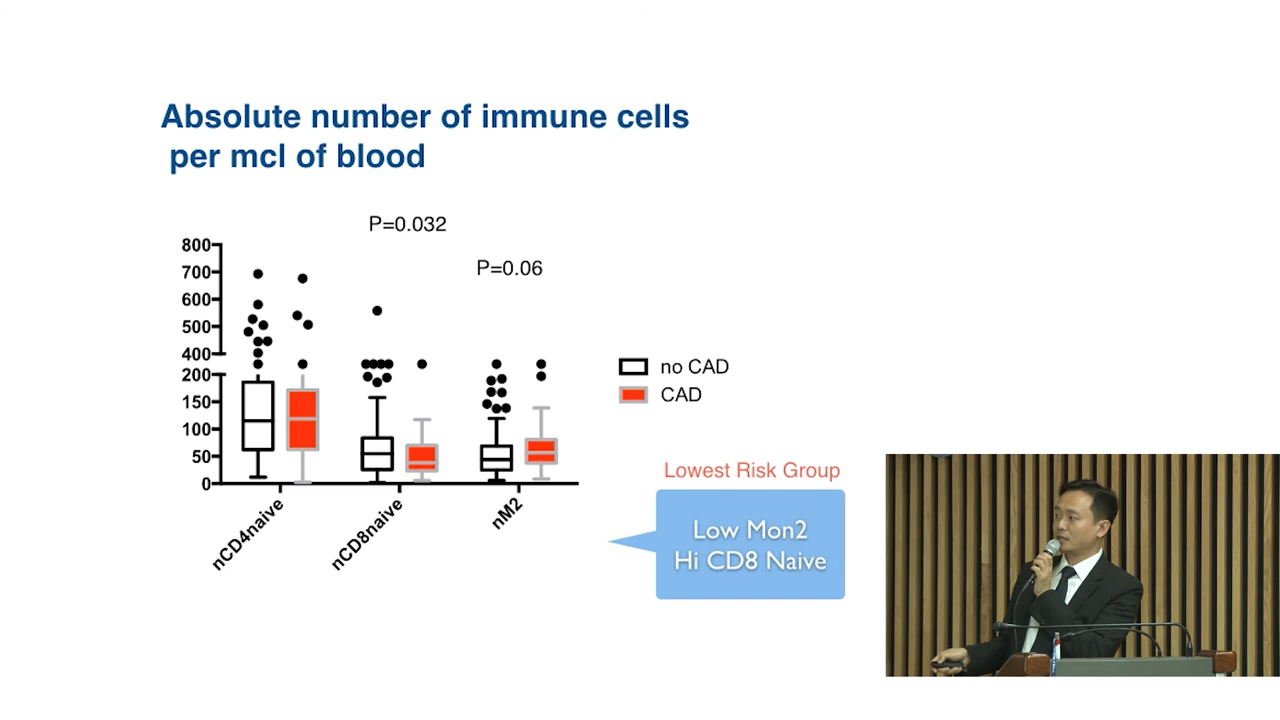 Absolute number of immune cells
per mcl of blood
P=0.032
P=0.06
800
700
600
500
400
200
150
100
50
0
nCD4naive
nCD8naive
nM2
no CAD
CAD
Lowest Risk Group
Low Mon2
Hi CD8 Naive